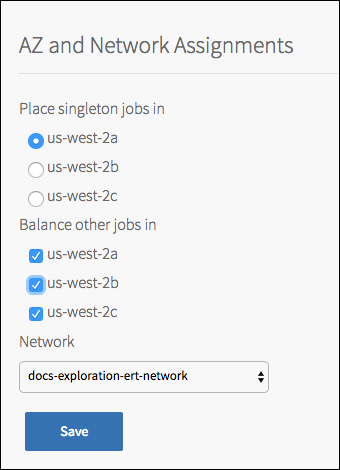 AZ and Network Assignments
Place singleton jobs in
us-west-2a
us-west-2b
us-west-2c
Balance other jobs in
us-west-2a
us-west-2b
us-west-2c
Network
docs-exploration-ert-network
Save